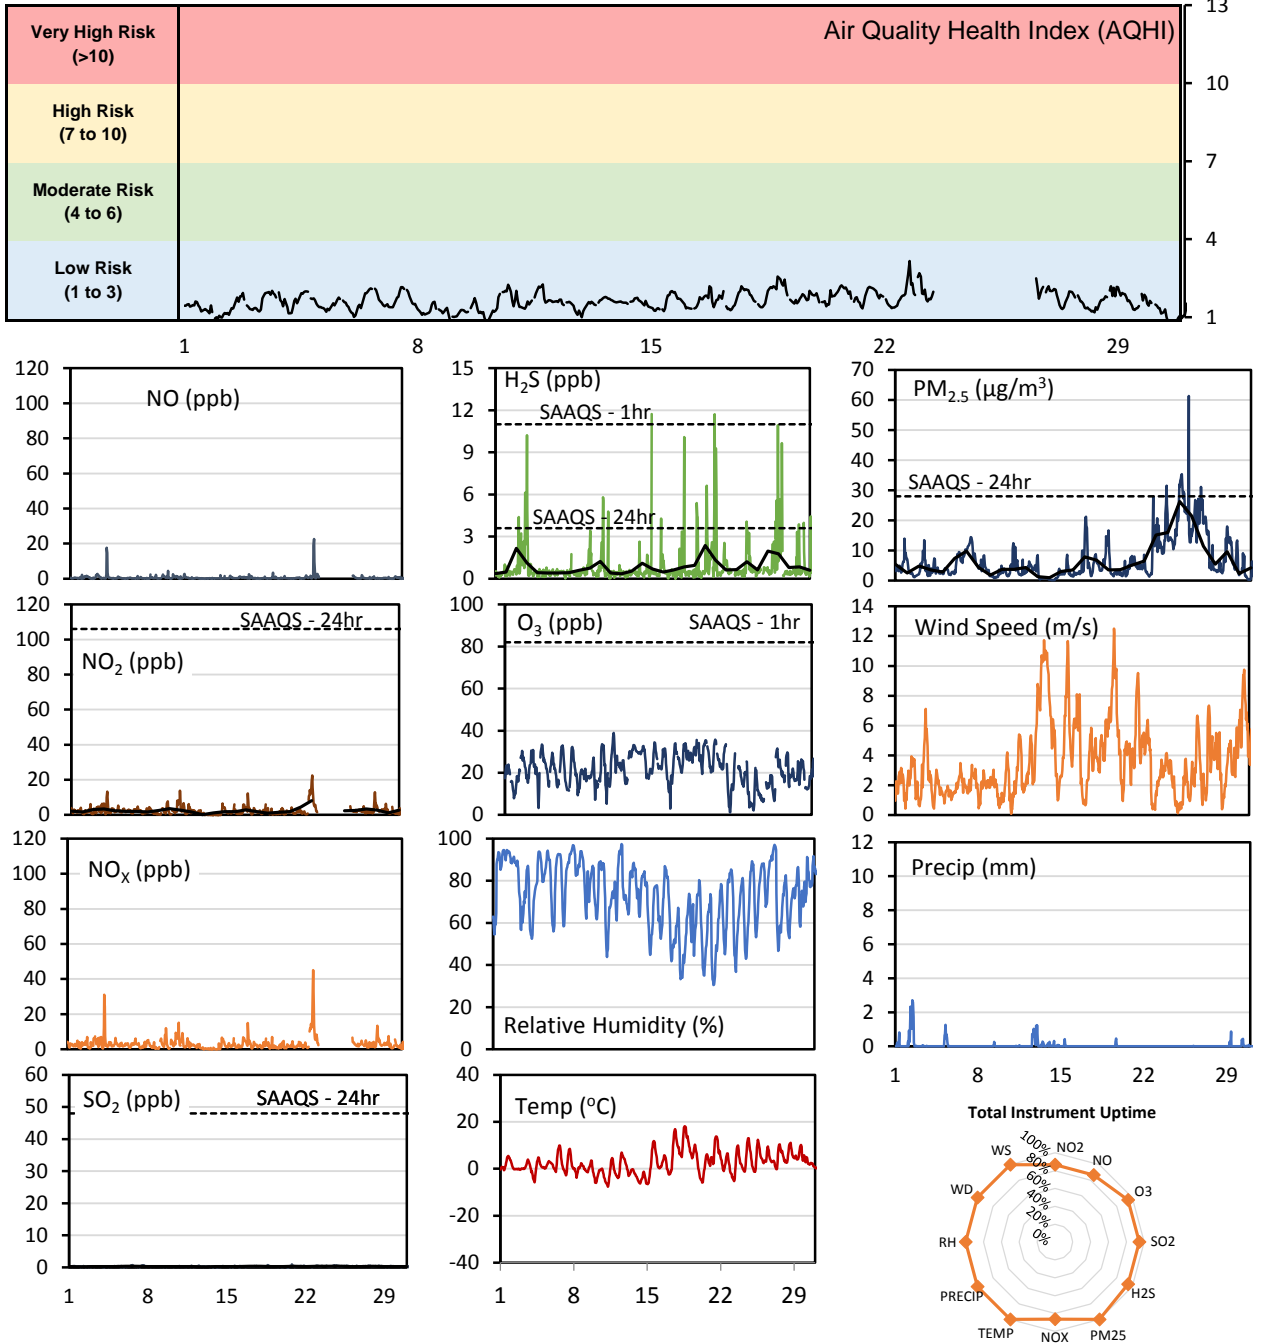 Air Quality Health Index (AQHI)
Very High Risk
(>10)
High Risk
(7 to 10)
Moderate Risk
(4 to 6)
Low Risk
(1 to 3)
13
10
7
4
1
1 8 15 22 29
NO (ppb)
120
100
80
60
40
20
0
H₂S (ppb)
SAAQS - 1hr
SAAQS - 24hr
15
12
9
6
3
0
PM₂.₅ (µg/m³)
SAAQS - 24hr
70
60
50
40
30
20
10
0
NO₂ (ppb)
SAAQS - 24hr
120
100
80
60
40
20
0
O₃ (ppb)
SAAQS - 1hr
100
80
60
40
20
0
Wind Speed (m/s)
14
12
10
8
6
4
2
0
NOₓ (ppb)
120
100
80
60
40
20
0
Relative Humidity (%)
100
80
60
40
20
0
Precip (mm)
12
10
8
6
4
2
0
1 8 15 22 29
SO₂ (ppb)
SAAQS - 24hr
60
50
40
30
20
10
0
1 8 15 22 29
Temp (°C)
40
20
0
-20
-40
1 8 15 22 29
Total Instrument Uptime
100%
80%
60%
40%
20%
0%
NO2
NO
O3
SO2
H2S
PM25
NOX
TEMP
PRECIP
RH
WD
WS